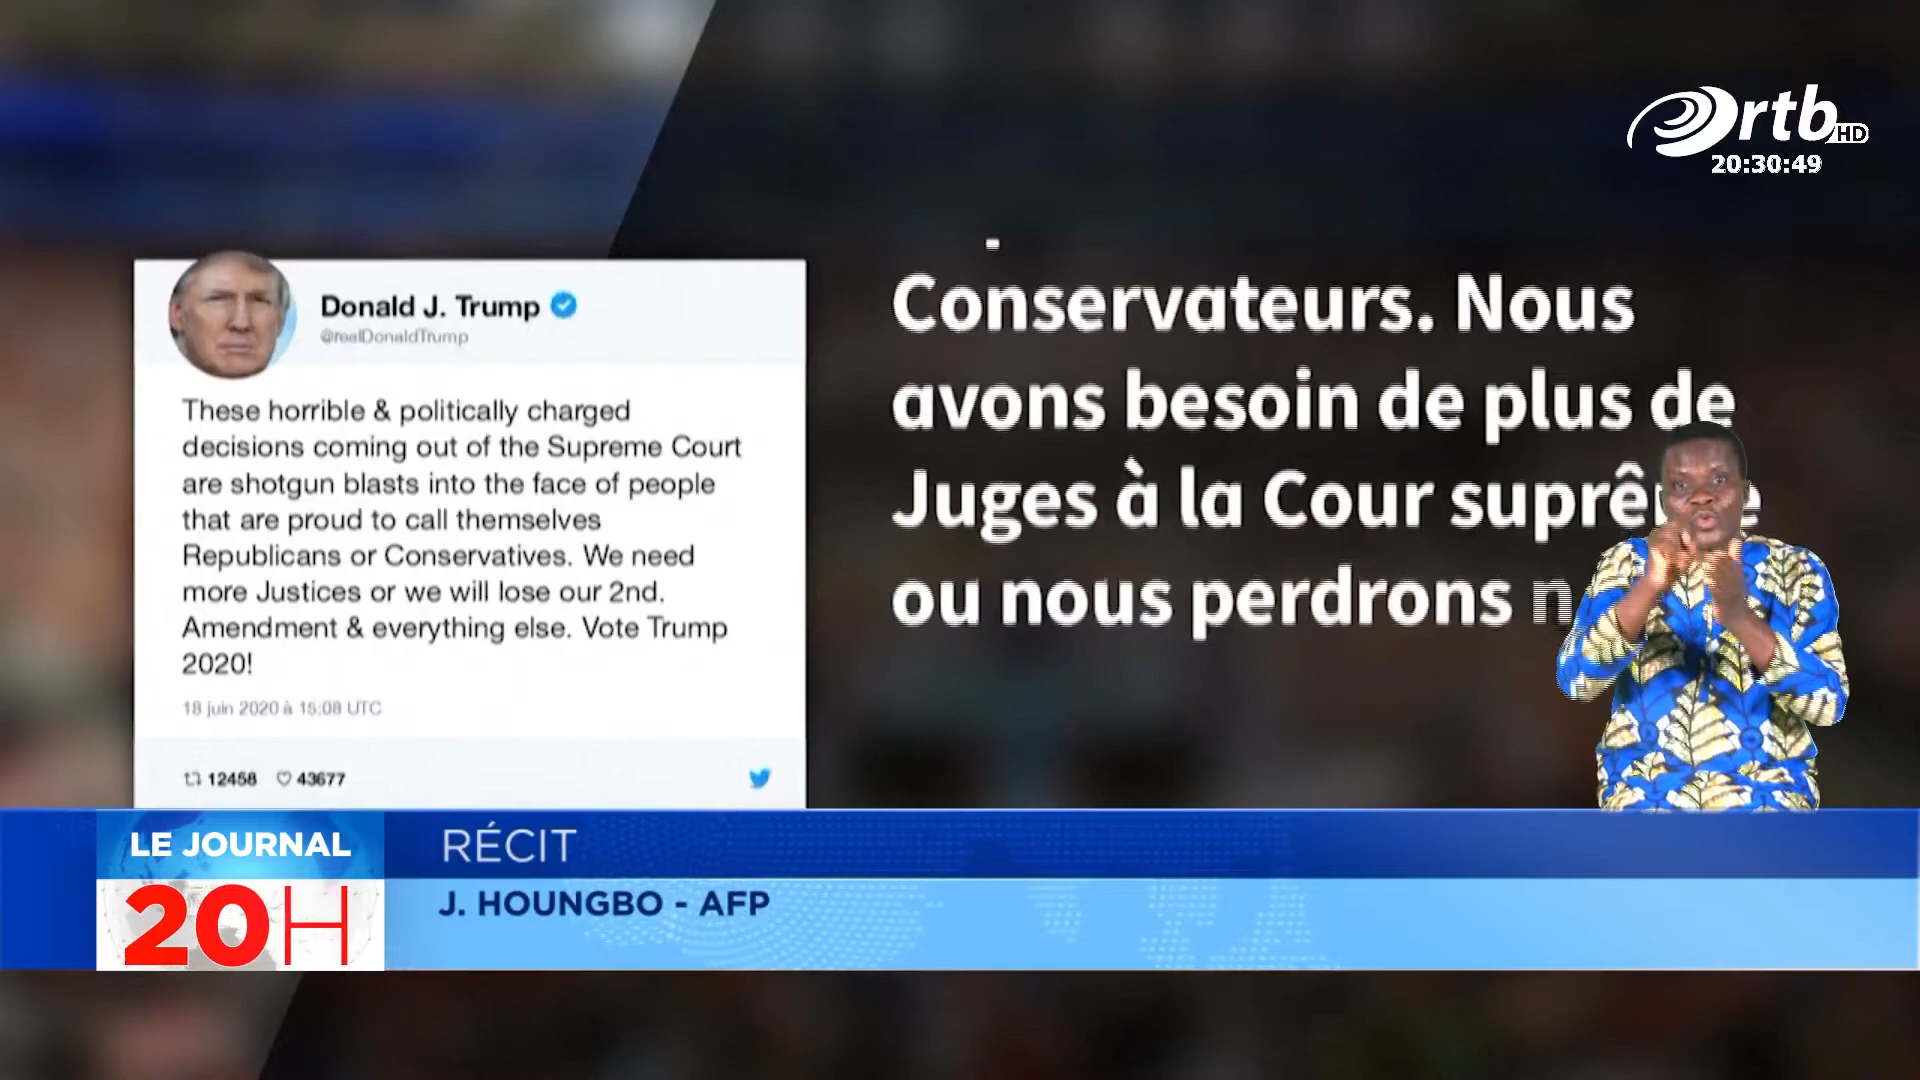 ortb HD
20:30:49
Donald J. Trump
@realDonaldTrump
These horrible & politically charged
decisions coming out of the Supreme Court
are shotgun blasts into the face of people
that are proud to call themselves
Republicans or Conservatives. We need
more Justices or we will lose our 2nd.
Amendment & everything else. Vote Trump
2020!
18 juin 2020 à 15:08 UTC
12458 43677
Conservateurs. Nous
avons besoin de plus de
Juges à la Cour
ou nous perdrons
LE JOURNAL
20H
RÉCIT
J. HOUNGBO - AFP